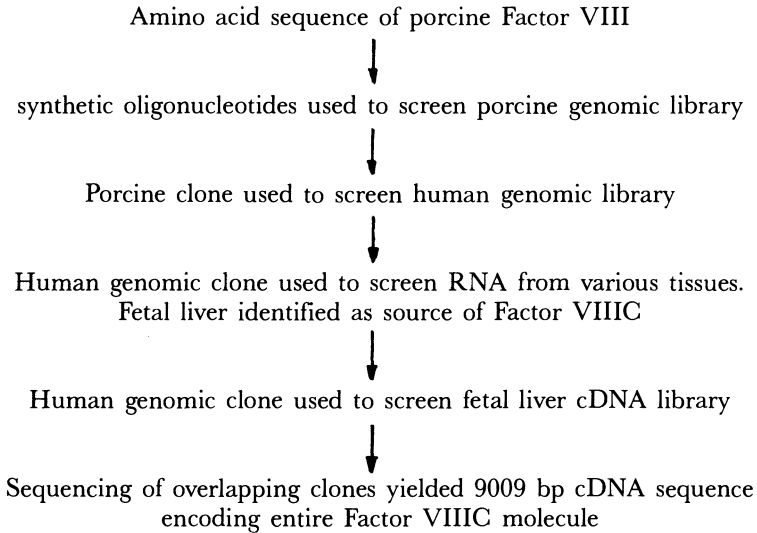 Amino acid sequence of porcine Factor VIII
synthetic oligonucleotides used to screen porcine genomic library
Porcine clone used to screen human genomic library
Human genomic clone used to screen RNA from various tissues.
Fetal liver identified as source of Factor VIIIC
Human genomic clone used to screen fetal liver cDNA library
Sequencing of overlapping clones yielded 9009 bp cDNA sequence
encoding entire Factor VIIIC molecule